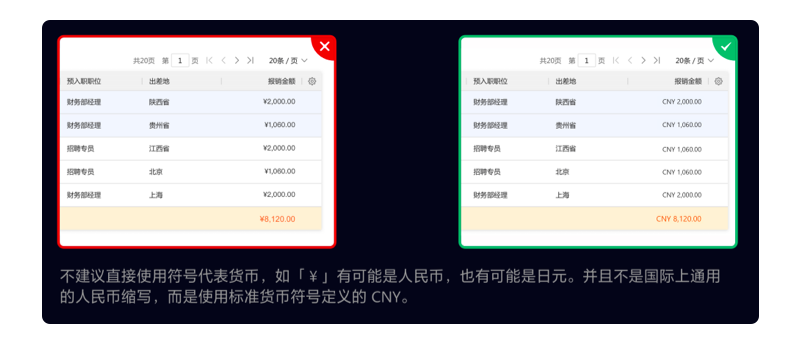 共20页 第 1 页 20条 / 页
预入职职位 出差地 报销金额
财务部经理 陕西省 ¥2,000.00
财务部经理 贵州省 ¥1,060.00
招聘专员 江西省 ¥2,000.00
招聘专员 北京 ¥1,060.00
财务部经理 上海 ¥2,000.00
¥8,120.00
共20页 第 1 页 20条 / 页
预入职职位 出差地 报销金额
财务部经理 陕西省 CNY 2,000.00
财务部经理 贵州省 CNY 1,060.00
招聘专员 江西省 CNY 1,060.00
招聘专员 北京 CNY 1,060.00
财务部经理 上海 CNY 2,000.00
CNY 8,120.00
不建议直接使用符号代表货币，如「 ¥ 」有可能是人民币，也有可能是日元。并且不是国际上通用
的人民币缩写，而是使用标准货币符号定义的 CNY。